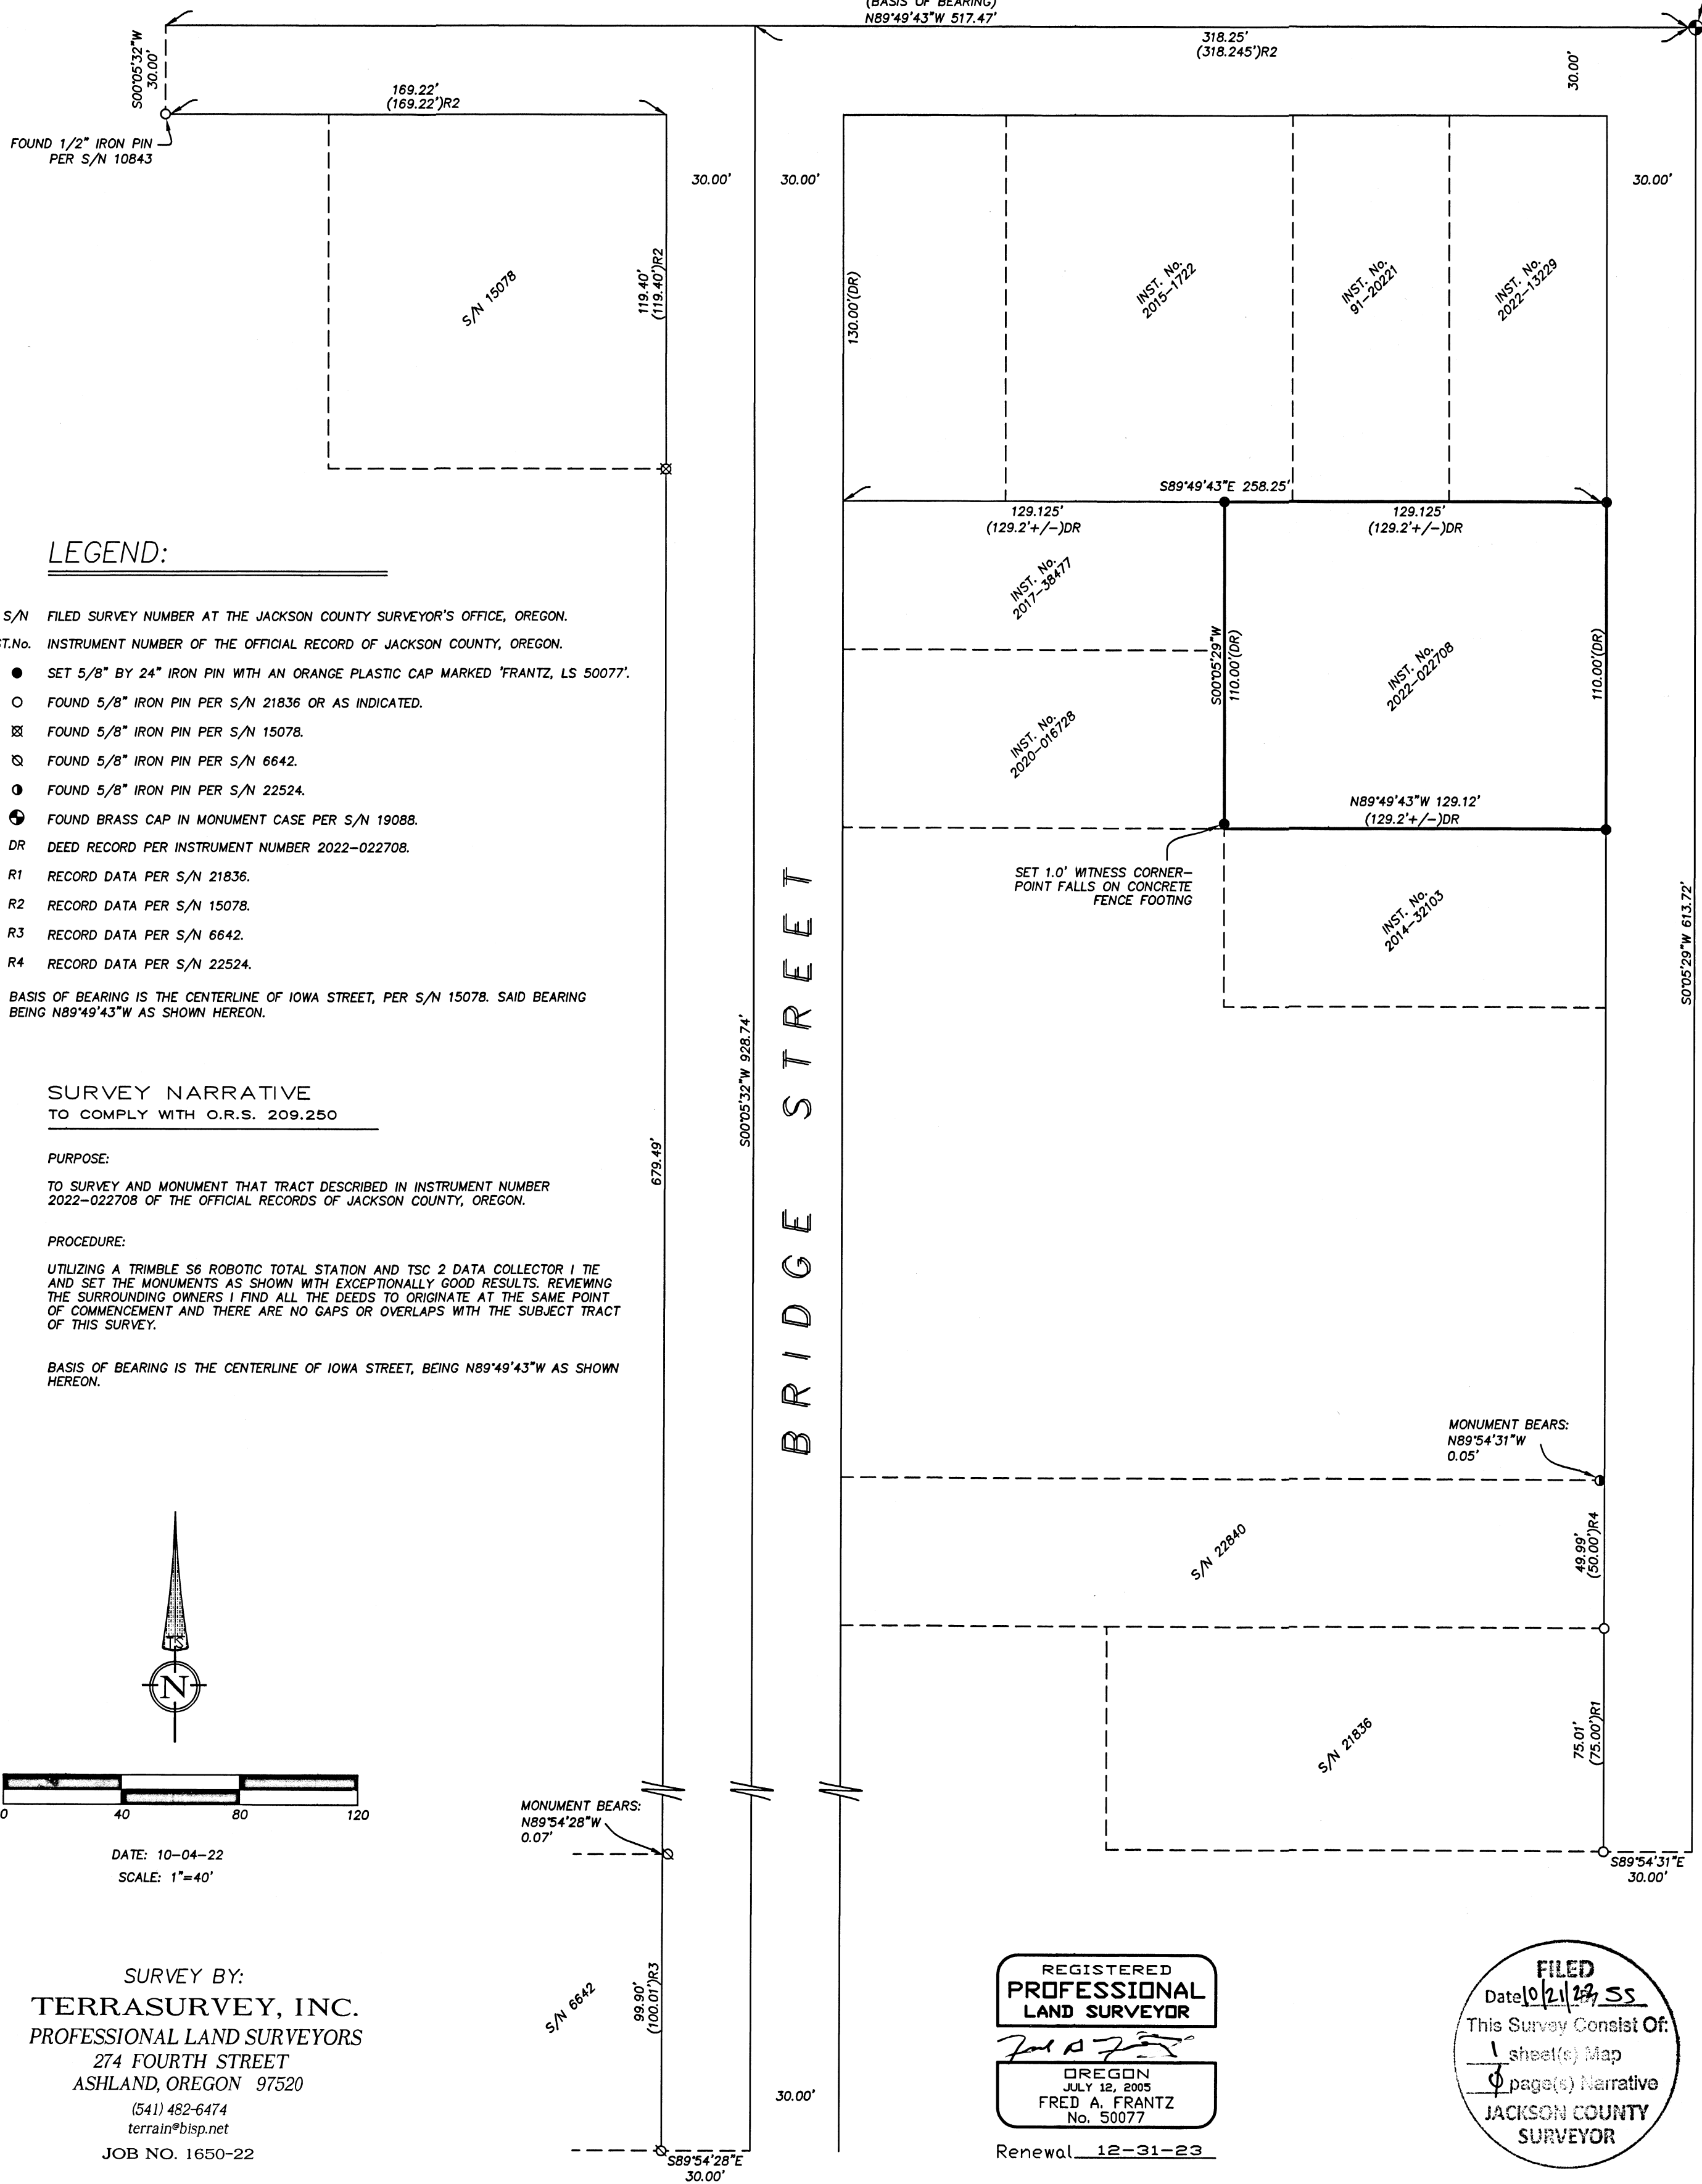 (BASIS OF BEARING)
N89°49'43"W 517.47'
318.25'
(318.245')R2
S00°05'32"W
30.00'
30.00'
169.22'
(169.22')R2
FOUND 1/2" IRON PIN
PER S/N 10843
30.00'
30.00'
30.00'
S/N 15078
119.40'
(119.40')R2
130.00'(DR)
INST. No.
2015-1722
INST. No.
91-20221
INST. No.
2022-13229
S89°49'43"E 258.25'
129.125'
(129.2'+/-)DR
129.125'
(129.2'+/-)DR
INST. No.
2017-38477
S00°05'29"W
110.00'(DR)
INST. No.
2022-022708
110.00'(DR)
INST. No.
2020-016728
N89°49'43"W 129.12'
(129.2'+/-)DR
SET 1.0' WITNESS CORNER-
POINT FALLS ON CONCRETE
FENCE FOOTING
INST. No.
2014-32103
S0°05'29"W 613.72'
LEGEND:
S/N FILED SURVEY NUMBER AT THE JACKSON COUNTY SURVEYOR'S OFFICE, OREGON.
ST.No. INSTRUMENT NUMBER OF THE OFFICIAL RECORD OF JACKSON COUNTY, OREGON.
SET 5/8" BY 24" IRON PIN WITH AN ORANGE PLASTIC CAP MARKED 'FRANTZ, LS 50077'.
FOUND 5/8" IRON PIN PER S/N 21836 OR AS INDICATED.
FOUND 5/8" IRON PIN PER S/N 15078.
FOUND 5/8" IRON PIN PER S/N 6642.
FOUND 5/8" IRON PIN PER S/N 22524.
FOUND BRASS CAP IN MONUMENT CASE PER S/N 19088.
DR DEED RECORD PER INSTRUMENT NUMBER 2022-022708.
R1 RECORD DATA PER S/N 21836.
R2 RECORD DATA PER S/N 15078.
R3 RECORD DATA PER S/N 6642.
R4 RECORD DATA PER S/N 22524.
BASIS OF BEARING IS THE CENTERLINE OF IOWA STREET, PER S/N 15078. SAID BEARING
BEING N89°49'43"W AS SHOWN HEREON.
SURVEY NARRATIVE
TO COMPLY WITH O.R.S. 209.250
PURPOSE:
TO SURVEY AND MONUMENT THAT TRACT DESCRIBED IN INSTRUMENT NUMBER
2022-022708 OF THE OFFICIAL RECORDS OF JACKSON COUNTY, OREGON.
PROCEDURE:
UTILIZING A TRIMBLE S6 ROBOTIC TOTAL STATION AND TSC 2 DATA COLLECTOR I TIE
AND SET THE MONUMENTS AS SHOWN WITH EXCEPTIONALLY GOOD RESULTS. REVIEWING
THE SURROUNDING OWNERS I FIND ALL THE DEEDS TO ORIGINATE AT THE SAME POINT
OF COMMENCEMENT AND THERE ARE NO GAPS OR OVERLAPS WITH THE SUBJECT TRACT
OF THIS SURVEY.
BASIS OF BEARING IS THE CENTERLINE OF IOWA STREET, BEING N89°49'43"W AS SHOWN
HEREON.
679.49'
S00°05'32"W 928.74'
BRIDGE STREET
MONUMENT BEARS:
N89°54'31"W
0.05'
S/N 22840
49.99'
(50.00')R4
S/N 21836
75.01'
(75.00')R1
S89°54'31"E
30.00'
N
0 40 80 120
DATE: 10-04-22
SCALE: 1"=40'
MONUMENT BEARS:
N89°54'28"W
0.07'
S/N 6642
99.90'
(100.01')R3
30.00'
S89°54'28"E
30.00'
SURVEY BY:
TERRASURVEY, INC.
PROFESSIONAL LAND SURVEYORS
274 FOURTH STREET
ASHLAND, OREGON 97520
(541) 482-6474
terrain@bisp.net
JOB NO. 1650-22
REGISTERED
PROFESSIONAL
LAND SURVEYOR
OREGON
JULY 12, 2005
FRED A. FRANTZ
No. 50077
Renewal 12-31-23
FILED
Date 10/21/22 SS
This Survey Consist Of:
1 sheet(s) Map
0 page(s) Narrative
JACKSON COUNTY
SURVEYOR